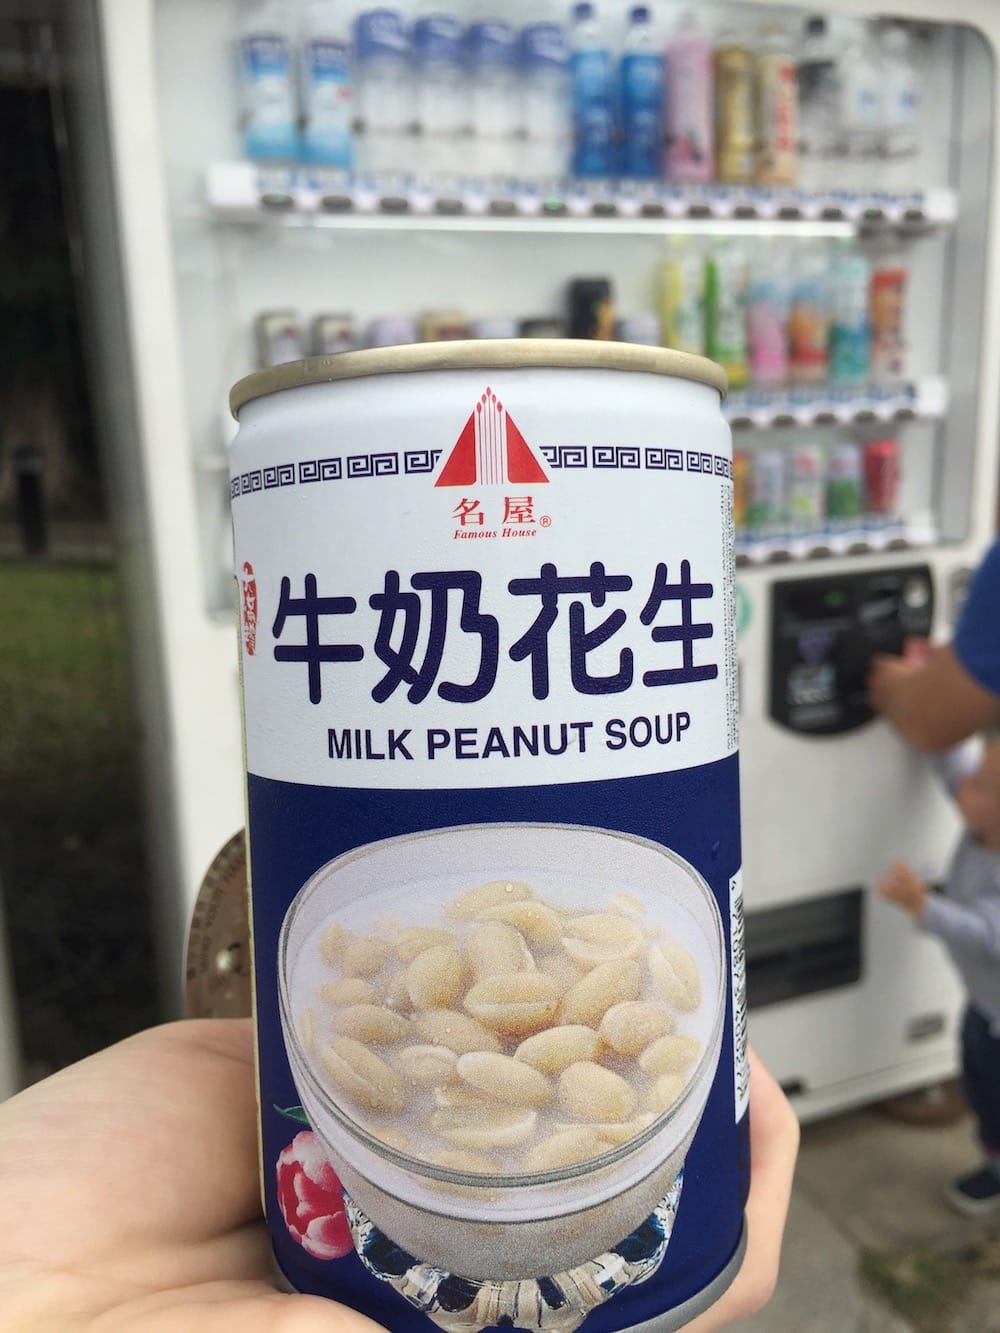 名屋®
Famous House
牛奶花生
MILK PEANUT SOUP